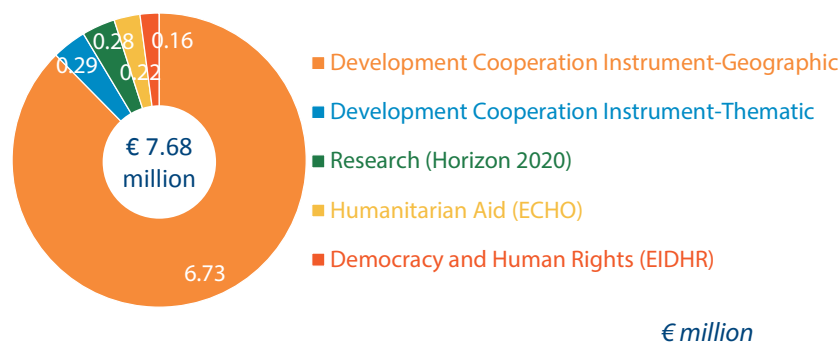 0.28
0.16
0.29
0.22
€ 7.68
million
6.73
Development Cooperation Instrument-Geographic
Development Cooperation Instrument-Thematic
Research (Horizon 2020)
Humanitarian Aid (ECHO)
Democracy and Human Rights (EIDHR)
€ million